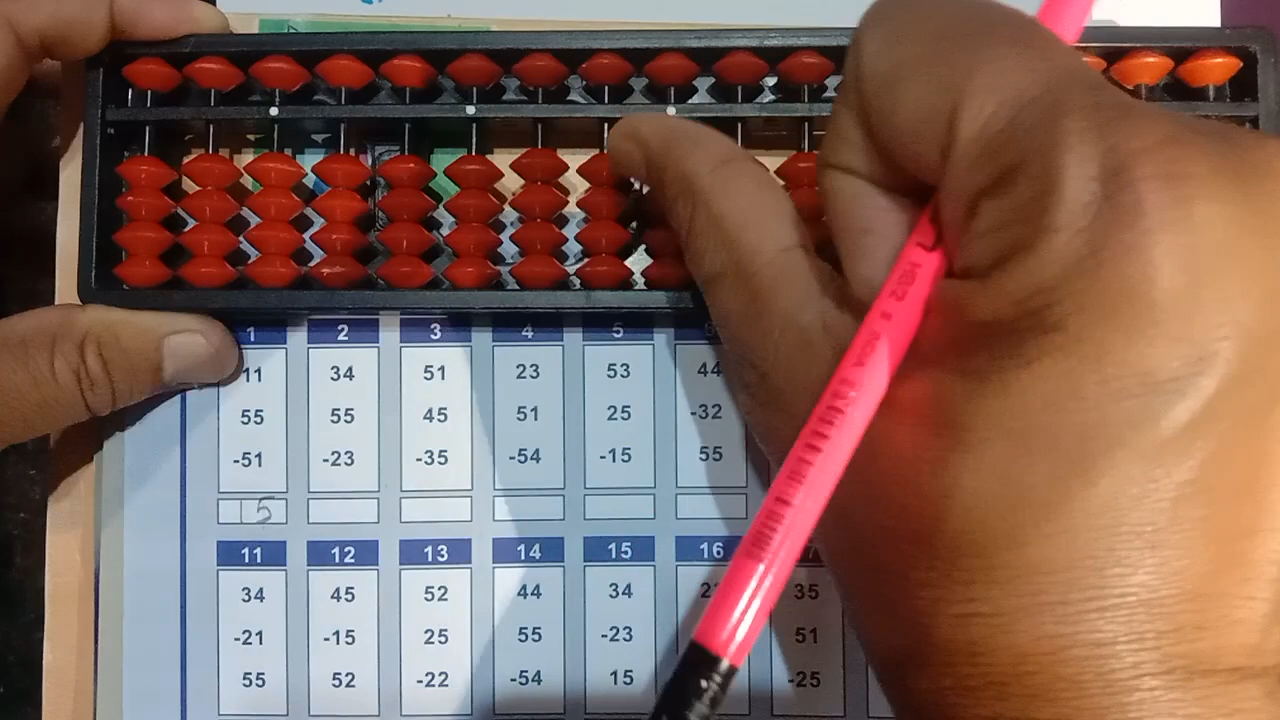 1 2 3 4 5
11 34 51 23 53 44
55 55 45 51 25 -32
-51 -23 -35 -54 -15 55
15
11 12 13 14 15 16
34 45 52 44 34 35
-21 -15 25 55 -23 51
55 52 -22 -54 15 -25
HB2